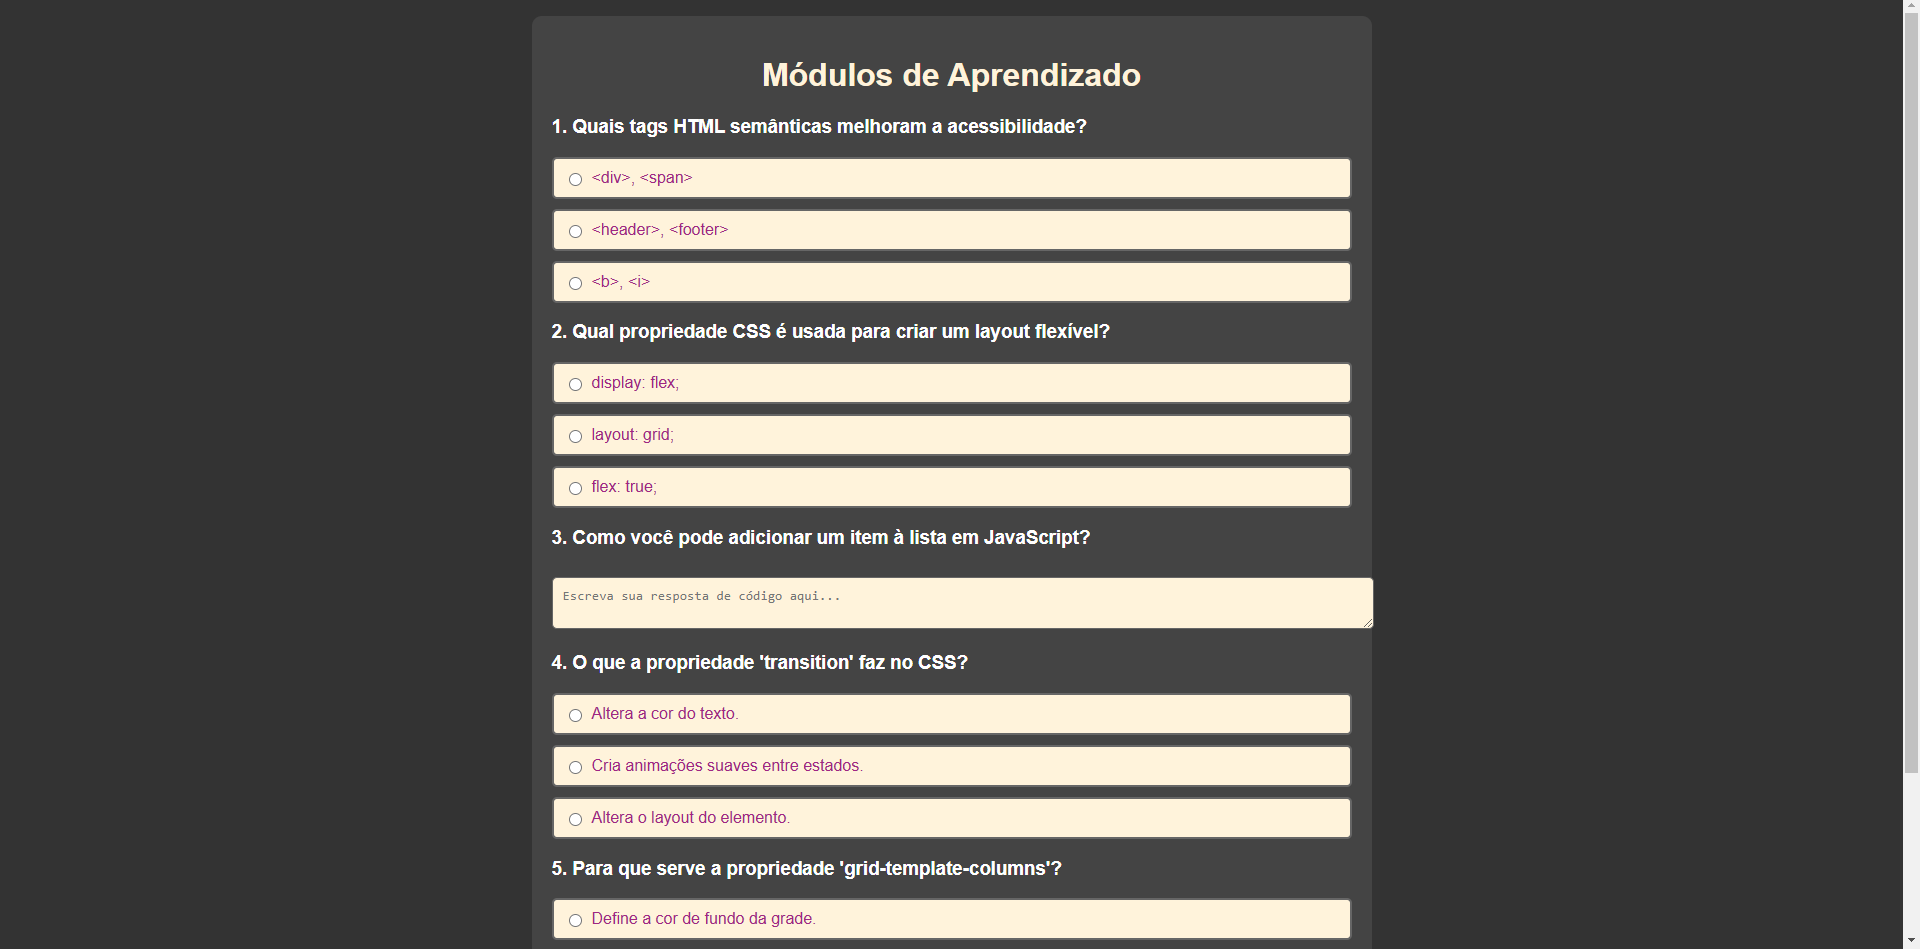 Módulos de Aprendizado
1. Quais tags HTML semânticas melhoram a acessibilidade?
<div>, <span>
<header>, <footer>
<b>, <i>
2. Qual propriedade CSS é usada para criar um layout flexível?
display: flex;
layout: grid;
flex: true;
3. Como você pode adicionar um item à lista em JavaScript?
Escreva sua resposta de código aqui...
4. O que a propriedade 'transition' faz no CSS?
Altera a cor do texto.
Cria animações suaves entre estados.
Altera o layout do elemento.
5. Para que serve a propriedade 'grid-template-columns'?
Define a cor de fundo da grade.